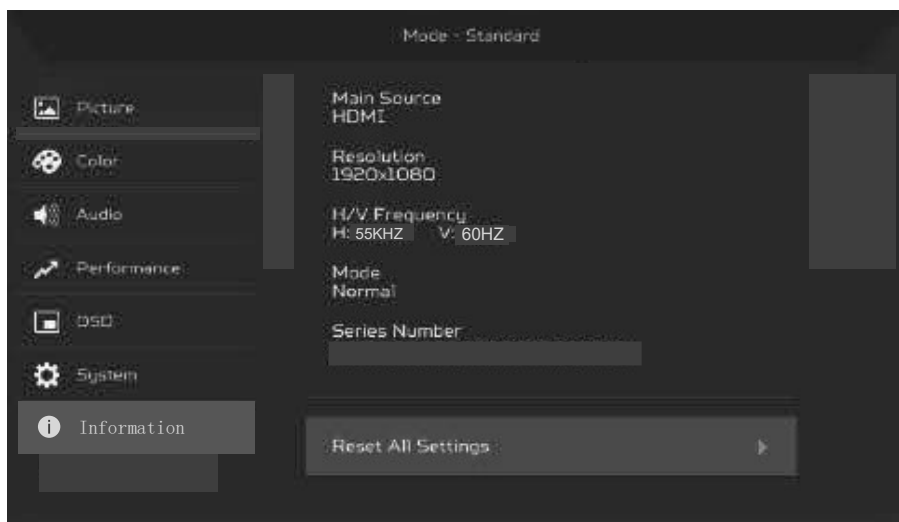 Mode - Standard
Picture
Color
Audio
Performance
OSD
System
Information
Main Source
HDMI
Resolution
1920x1080
H/V Frequency
H: 55KHZ V: 60HZ
Mode
Normal
Series Number
Reset All Settings